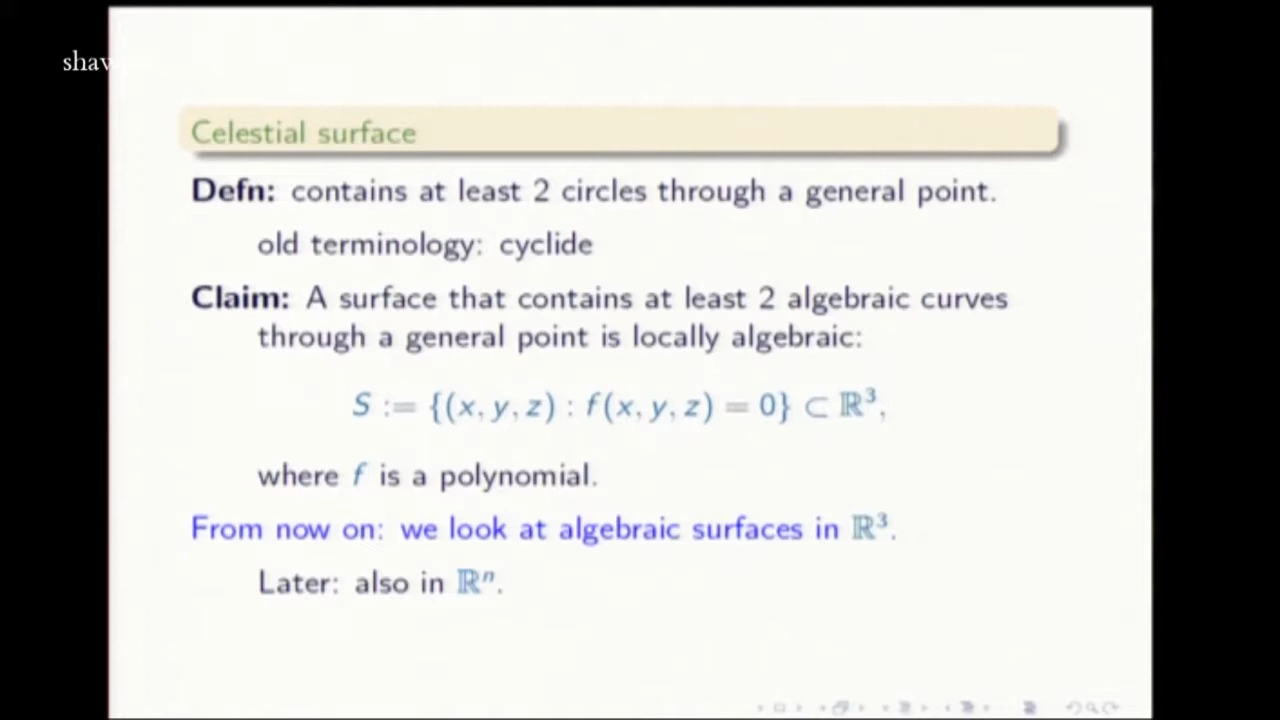 shaw
Celestial surface
Defn: contains at least 2 circles through a general point.
old terminology: cyclide
Claim: A surface that contains at least 2 algebraic curves
through a general point is locally algebraic:
S := {(x, y, z) : f(x, y, z) = 0} ⊂ ℝ³,
where f is a polynomial.
From now on: we look at algebraic surfaces in ℝ³.
Later: also in ℝⁿ.